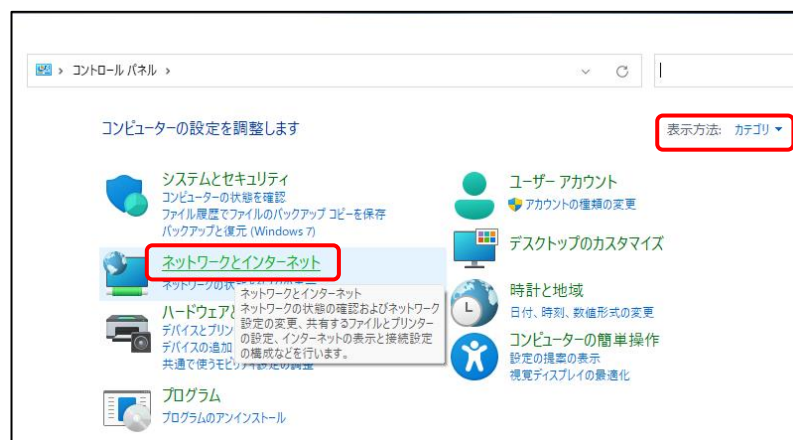 コントロール パネル
コンピューターの設定を調整します
表示方法: カテゴリ
システムとセキュリティ
コンピューターの状態を確認
ファイル履歴でファイルのバックアップ コピーを保存
バックアップと復元 (Windows 7)
ネットワークとインターネット
ネットワークの状
ネットワークとインターネット
ネットワークの状態の確認およびネットワーク
設定の変更、共有するファイルとプリンター
の設定、インターネットの表示と接続設定
の構成などを行います。
ハードウェアと
デバイスとプリン
デバイスの追加
共通で使うモビリティ設定の調整
プログラム
プログラムのアンインストール
ユーザー アカウント
アカウントの種類の変更
デスクトップのカスタマイズ
時計と地域
日付、時刻、数値形式の変更
コンピューターの簡単操作
設定の提案の表示
視覚ディスプレイの最適化